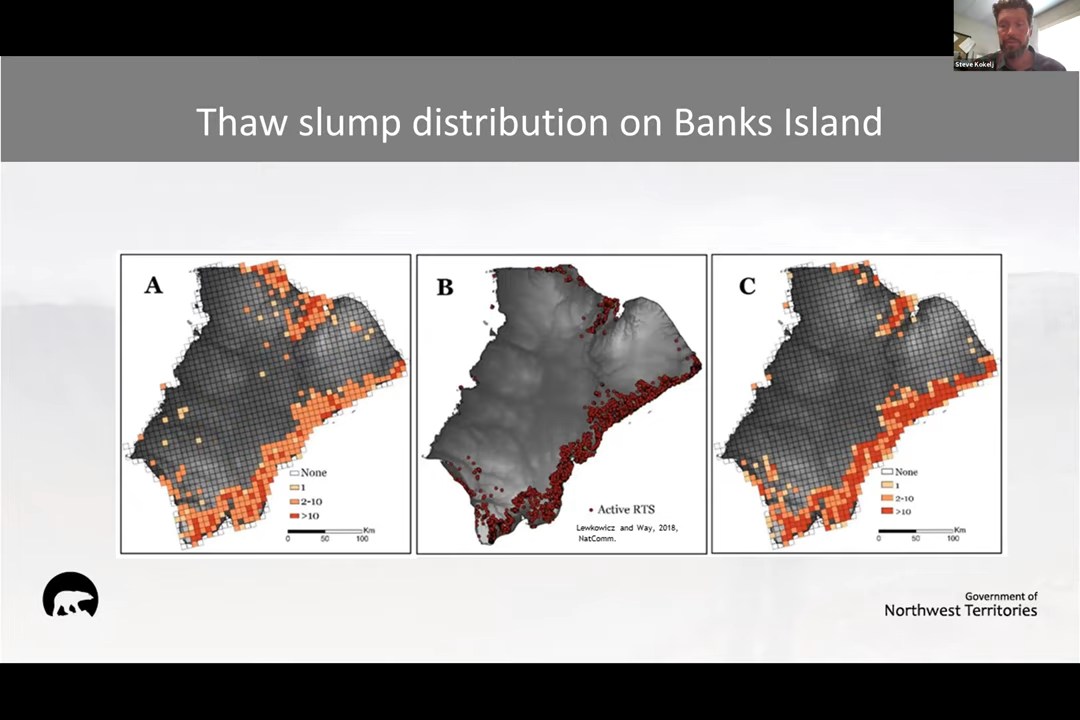 Steve Kokelj
Thaw slump distribution on Banks Island
A
None
1
2-10
>10
Km
0 50 100
B
Active RTS
Lewkowicz and Way, 2018,
NatComm.
C
None
1
2-10
>10
Km
0 50 100
Government of
Northwest Territories